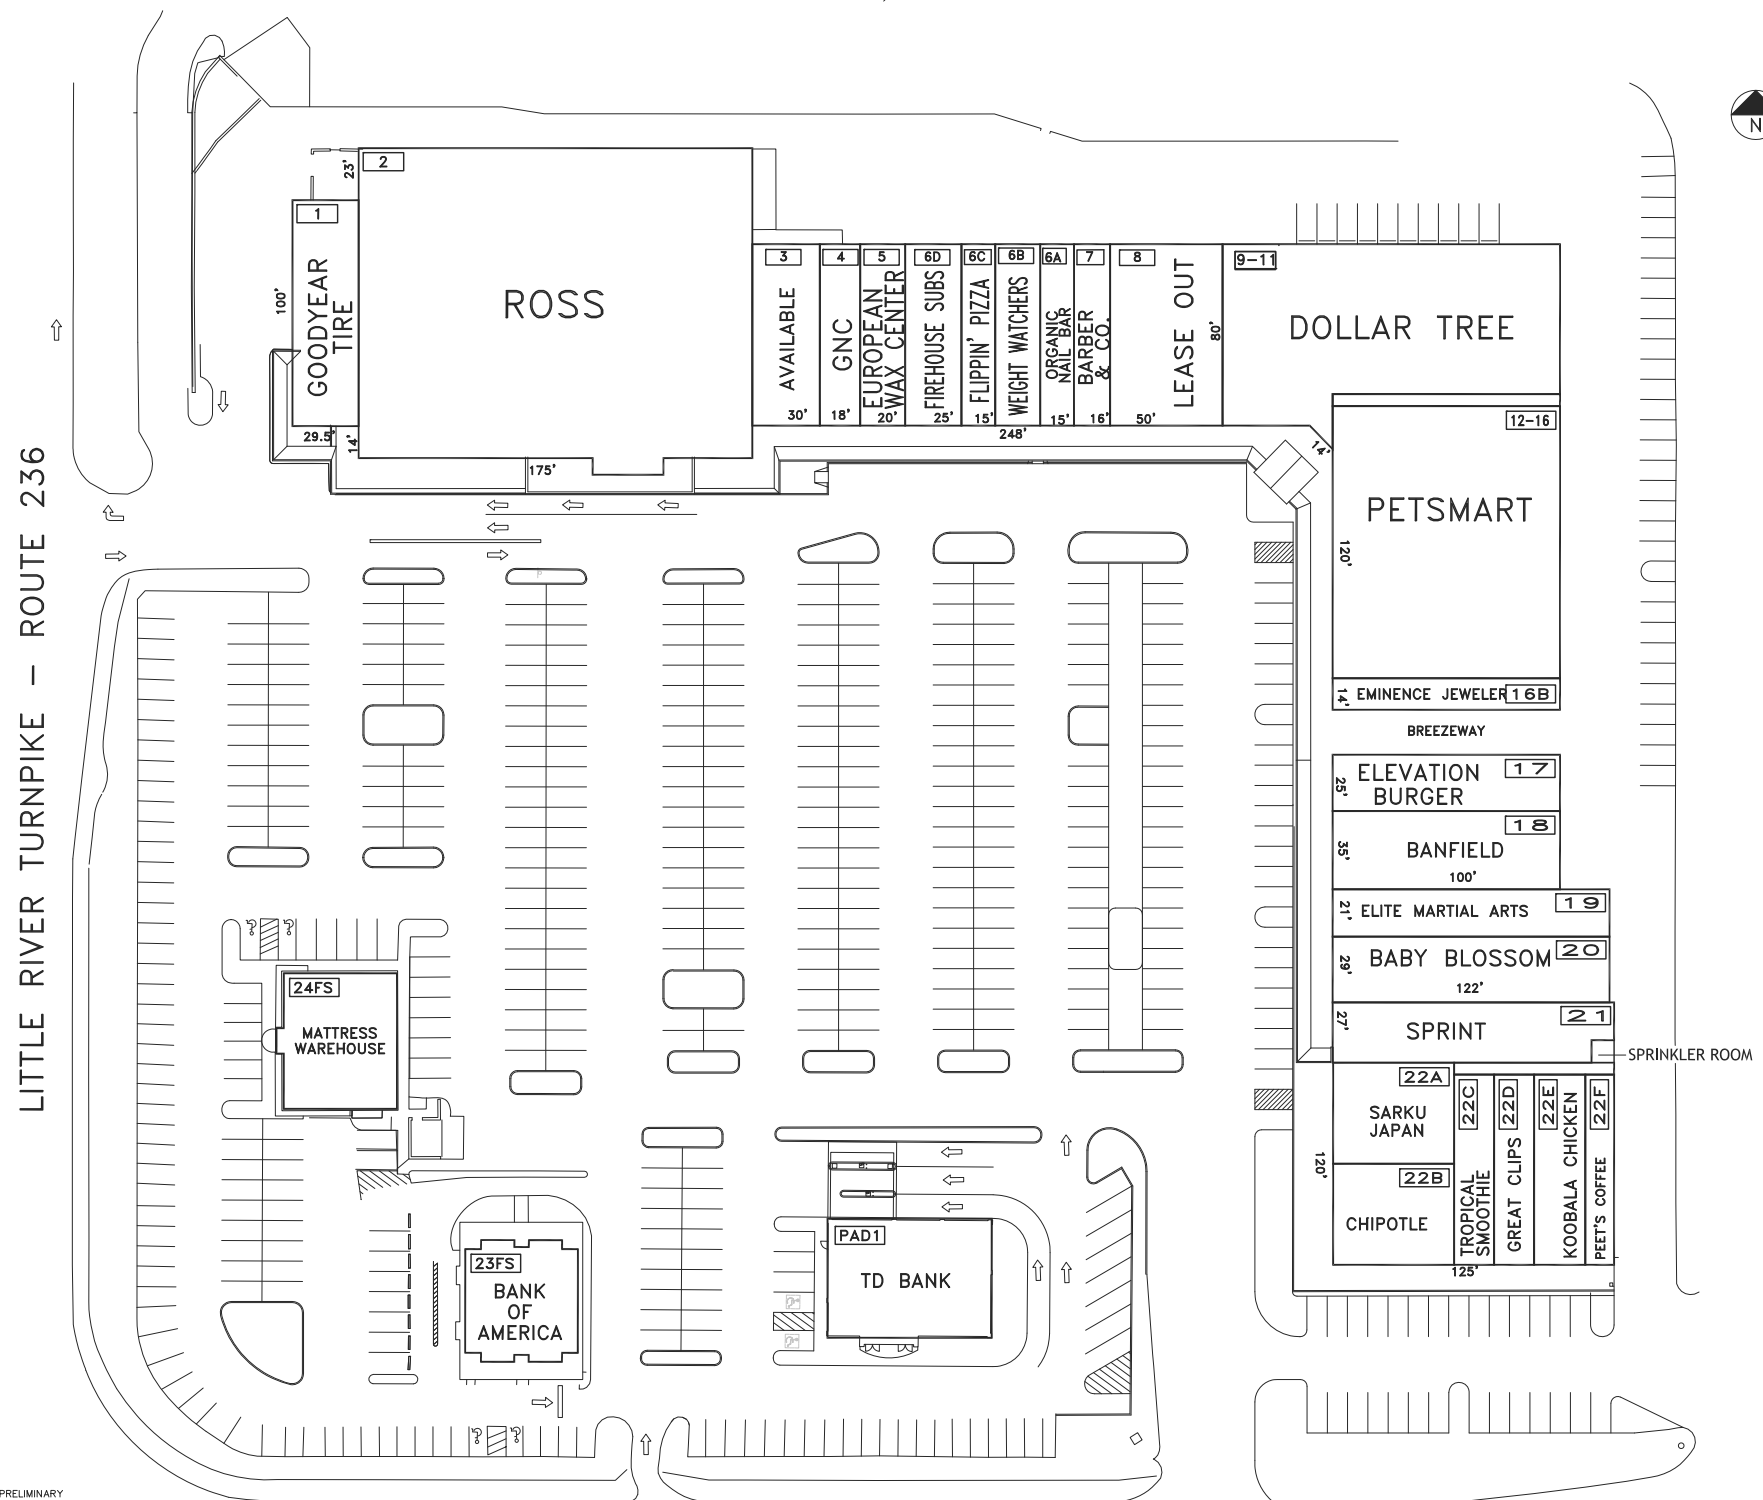 N
2
23'
1
100'
GOODYEAR
TIRE
29.5'
14'
ROSS
175'
3
AVAILABLE
30'
4
GNC
18'
5
EUROPEAN
WAX CENTER
20'
6D
FIREHOUSE SUBS
25'
6C
FLIPPIN' PIZZA
15'
6B
WEIGHT WATCHERS
6A
ORGANIC
NAIL BAR
15'
7
BARBER
& CO.
16'
8
LEASE OUT
50'
80'
248'
9-11
DOLLAR TREE
14'
12-16
PETSMART
120'
14'
EMINENCE JEWELER
16B
BREEZEWAY
17
25'
ELEVATION
BURGER
18
35'
BANFIELD
100'
19
21'
ELITE MARTIAL ARTS
20
29'
BABY BLOSSOM
122'
21
27'
SPRINT
SPRINKLER ROOM
22A
SARKU
JAPAN
120'
22B
CHIPOTLE
22C
TROPICAL
SMOOTHIE
22D
GREAT CLIPS
22E
KOOBALA CHICKEN
22F
PEET'S COFFEE
125'
LITTLE RIVER TURNPIKE - ROUTE 236
24FS
MATTRESS
WAREHOUSE
23FS
BANK
OF
AMERICA
PAD1
TD BANK
PRELIMINARY